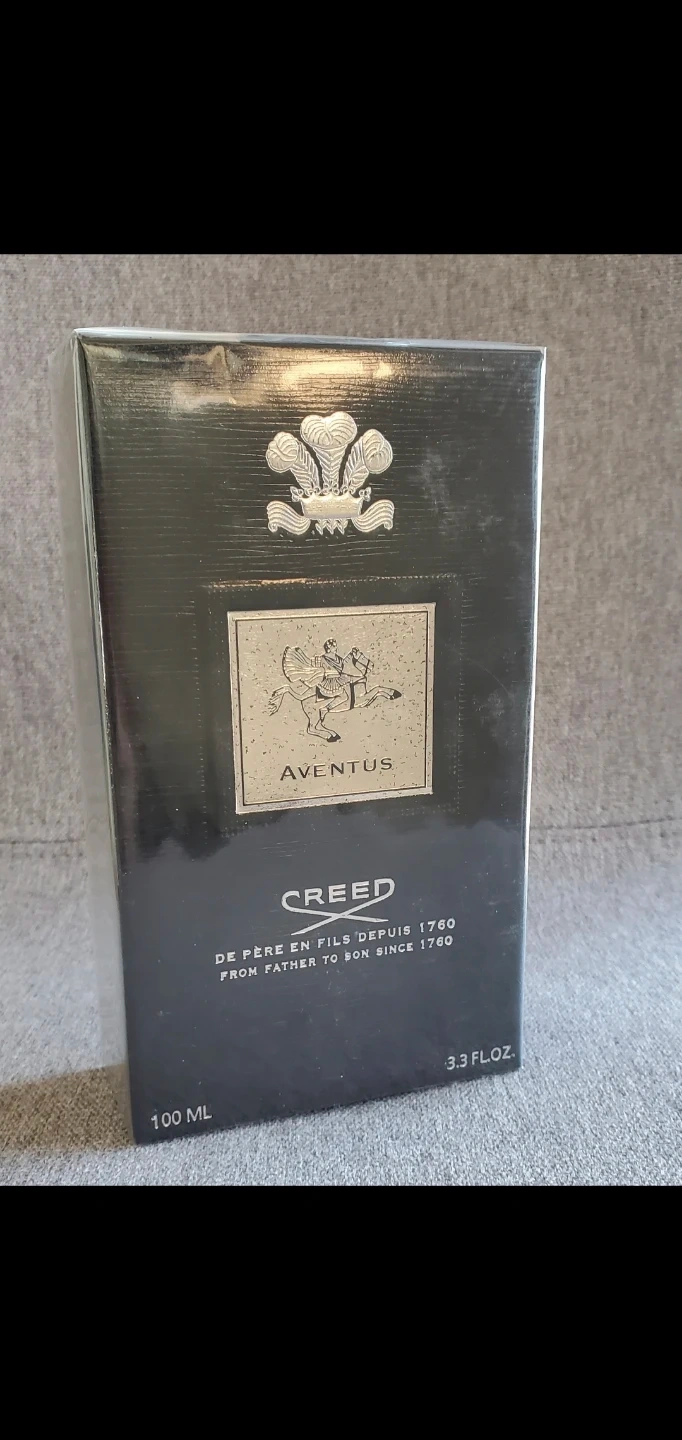 AVENTUS
CREED
DE PÈRE EN FILS DEPUIS 1760
FROM FATHER TO SON SINCE 1760
3.3 FL.OZ.
100 ML